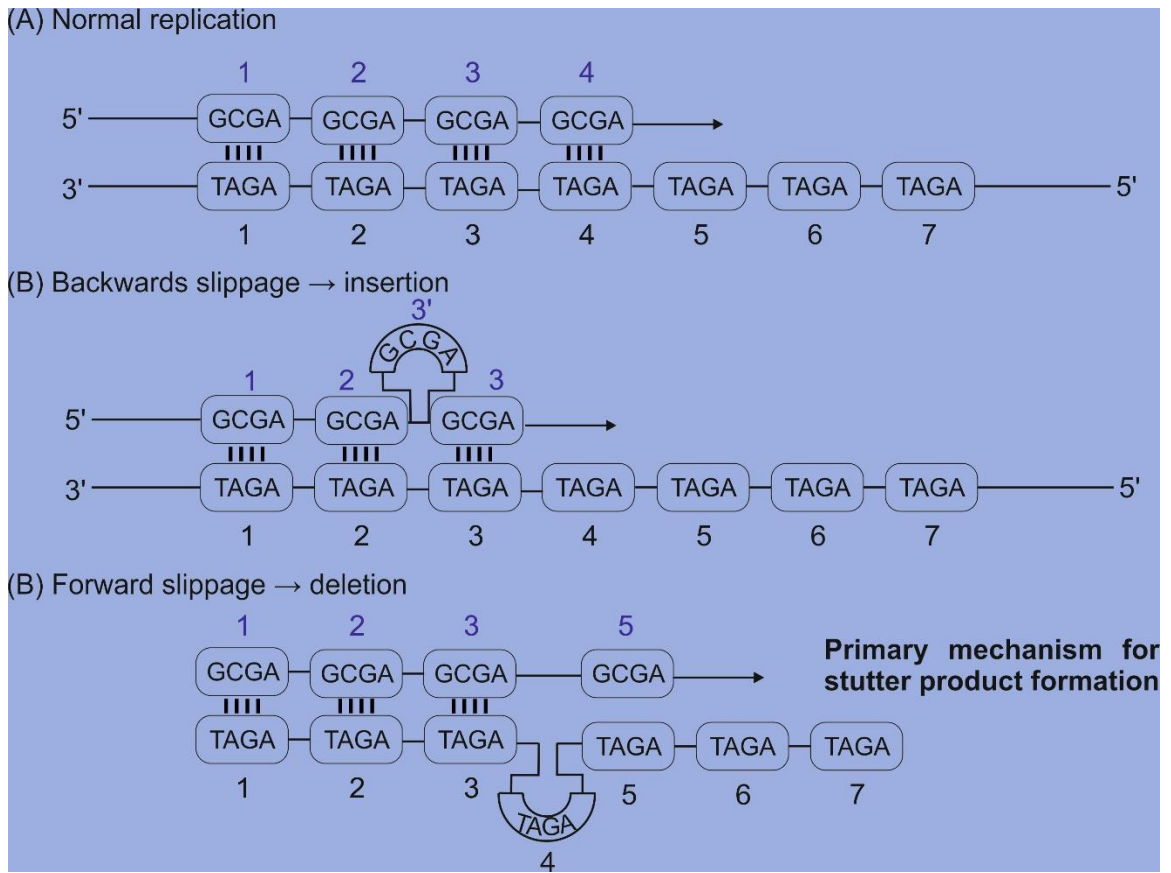 (A) Normal replication
1 2 3 4
5' GCGA GCGA GCGA GCGA
3' TAGA TAGA TAGA TAGA TAGA TAGA TAGA 5'
1 2 3 4 5 6 7
(B) Backwards slippage → insertion
3'
GCGA
1 2 3
5' GCGA GCGA GCGA
3' TAGA TAGA TAGA TAGA TAGA TAGA TAGA 5'
1 2 3 4 5 6 7
(B) Forward slippage → deletion
1 2 3 5
GCGA GCGA GCGA GCGA
Primary mechanism for
stutter product formation
TAGA TAGA TAGA TAGA TAGA TAGA
1 2 3 5 6 7
TAGA
4